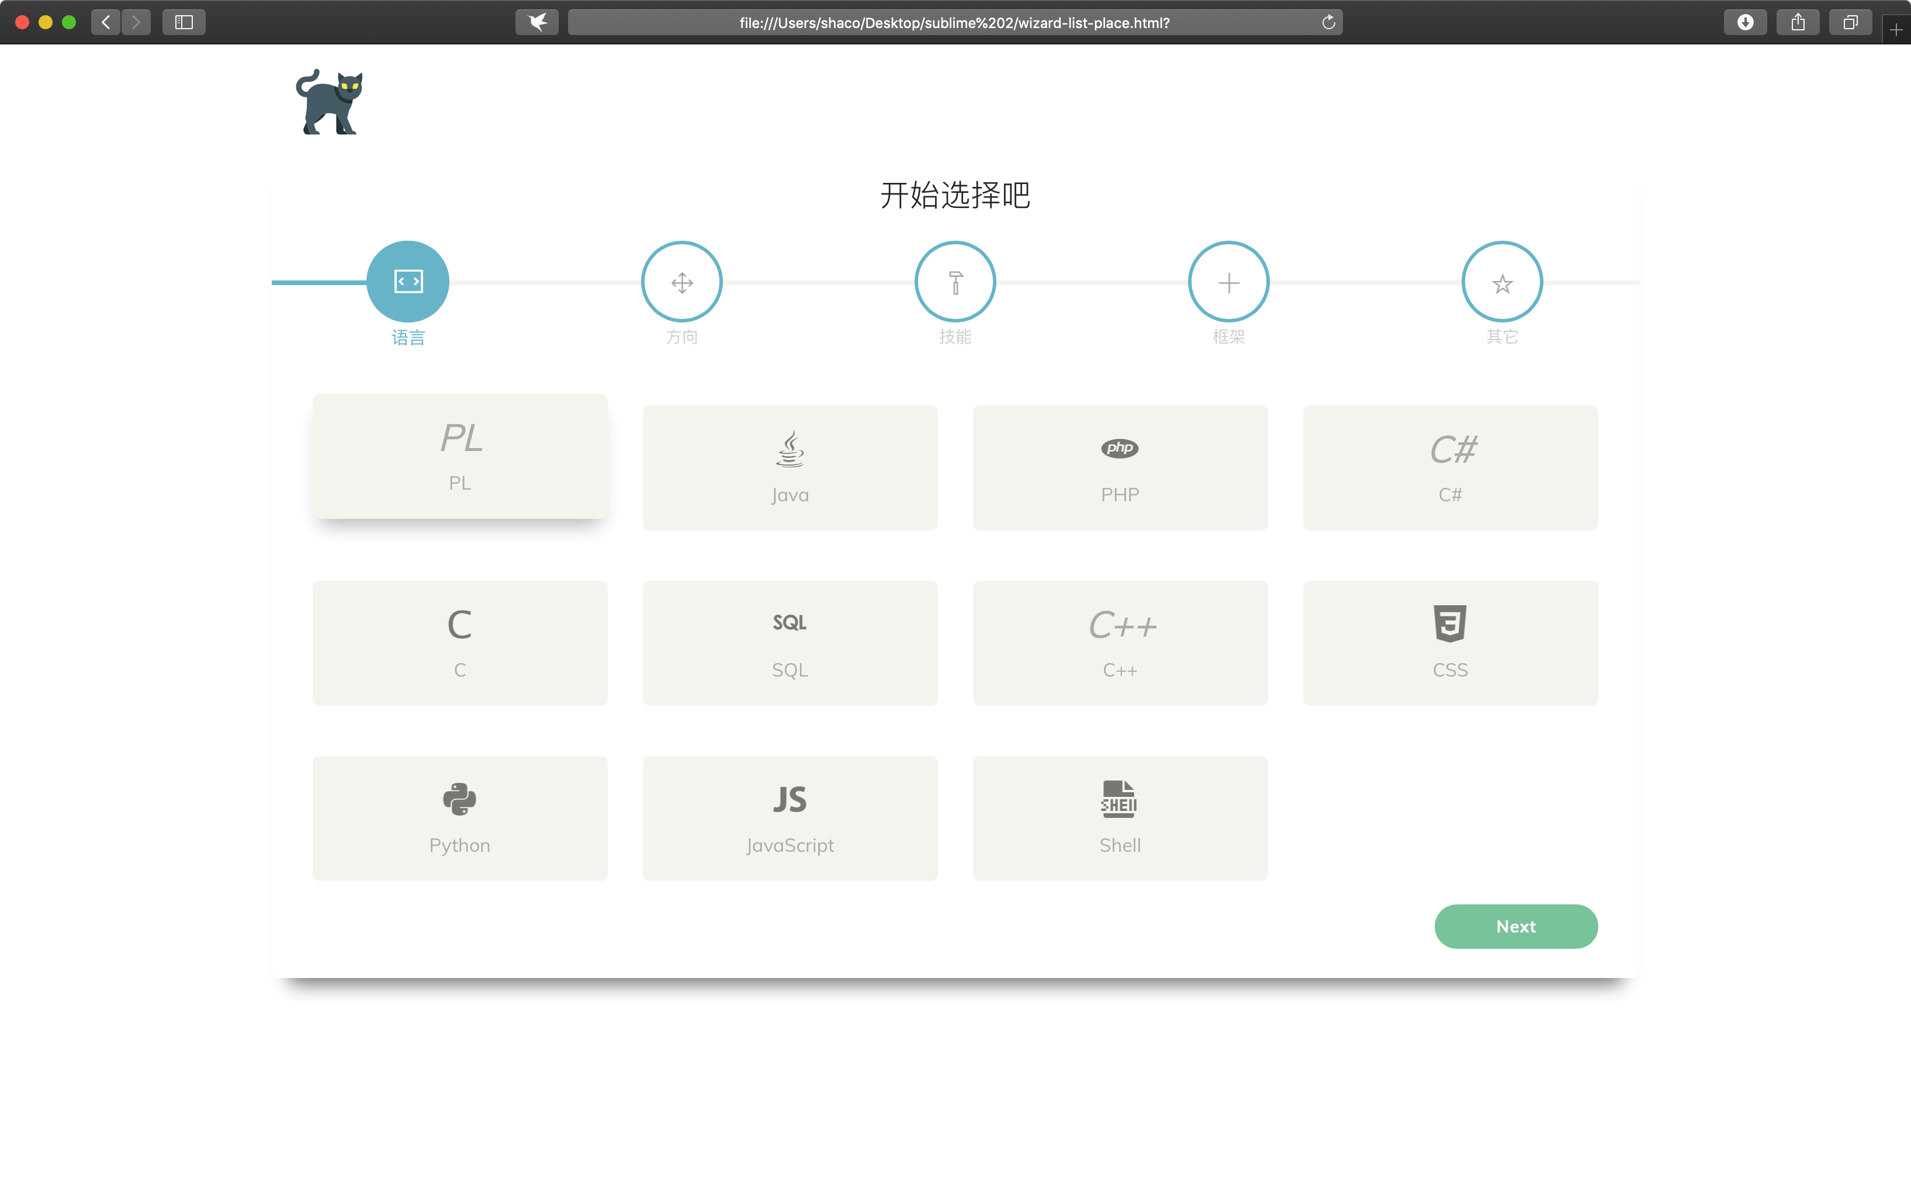 file:///Users/shaco/Desktop/sublime%202/wizard-list-place.html?
开始选择吧
语言
方向
技能
框架
其它
PL
PL
Java
php
PHP
C#
C#
C
C
SQL
SQL
C++
C++
3
CSS
Python
JS
JavaScript
SHEll
Shell
Next